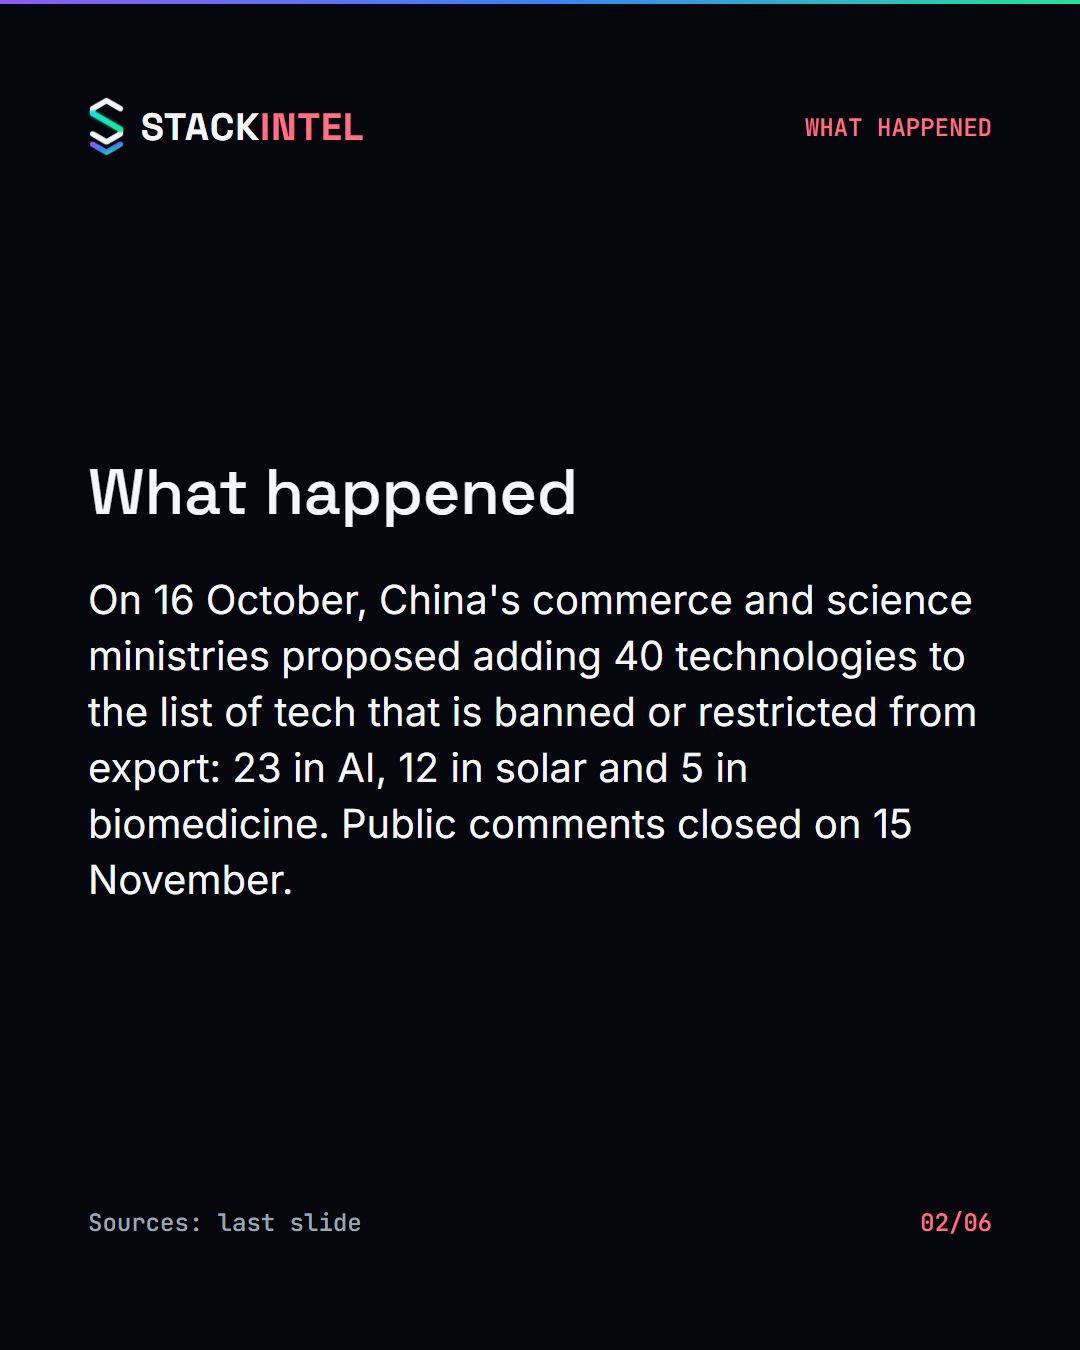 STACKINTEL
WHAT HAPPENED
What happened
On 16 October, China's commerce and science
ministries proposed adding 40 technologies to
the list of tech that is banned or restricted from
export: 23 in AI, 12 in solar and 5 in
biomedicine. Public comments closed on 15
November.
Sources: last slide
02/06